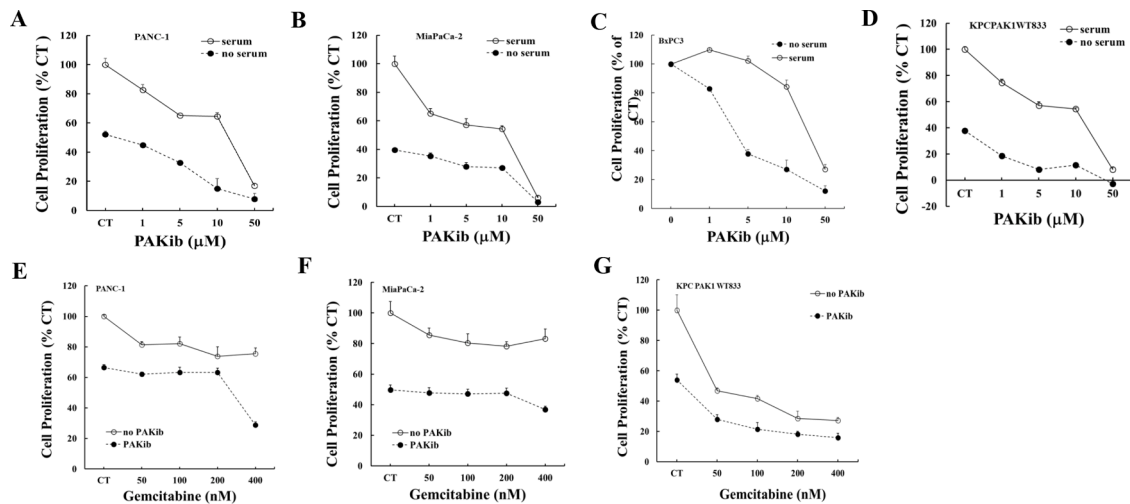 A
PANC-1
serum
no serum
Cell Proliferation (% CT)
120
100
80
60
40
20
0
CT 1 5 10 50
PAKib (μM)
B
MiaPaCa-2
serum
no serum
Cell Proliferation (% CT)
120
100
80
60
40
20
0
CT 1 5 10 50
PAKib (μM)
C
BxPC3
no serum
serum
Cell Proliferation (% of
CT)
120
100
80
60
40
20
0
0 1 5 10 50
PAKib (μM)
D
KPCPAK1WT833
serum
no serum
Cell Proliferation (% CT)
120
100
80
60
40
20
0
-20
CT 1 5 10 50
PAKib (μM)
E
PANC-1
no PAKib
PAKib
Cell Proliferation (% CT)
120
100
80
60
40
20
0
CT 50 100 200 400
Gemcitabine (nM)
F
MiaPaCa-2
no PAKib
PAKib
Cell Proliferation (% CT)
120
100
80
60
40
20
0
CT 50 100 200 400
Gemcitabine (nM)
G
KPC PAK1 WT833
no PAKib
PAKib
Cell Proliferation (% CT)
120
100
80
60
40
20
0
CT 50 100 200 400
Gemcitabine (nM)